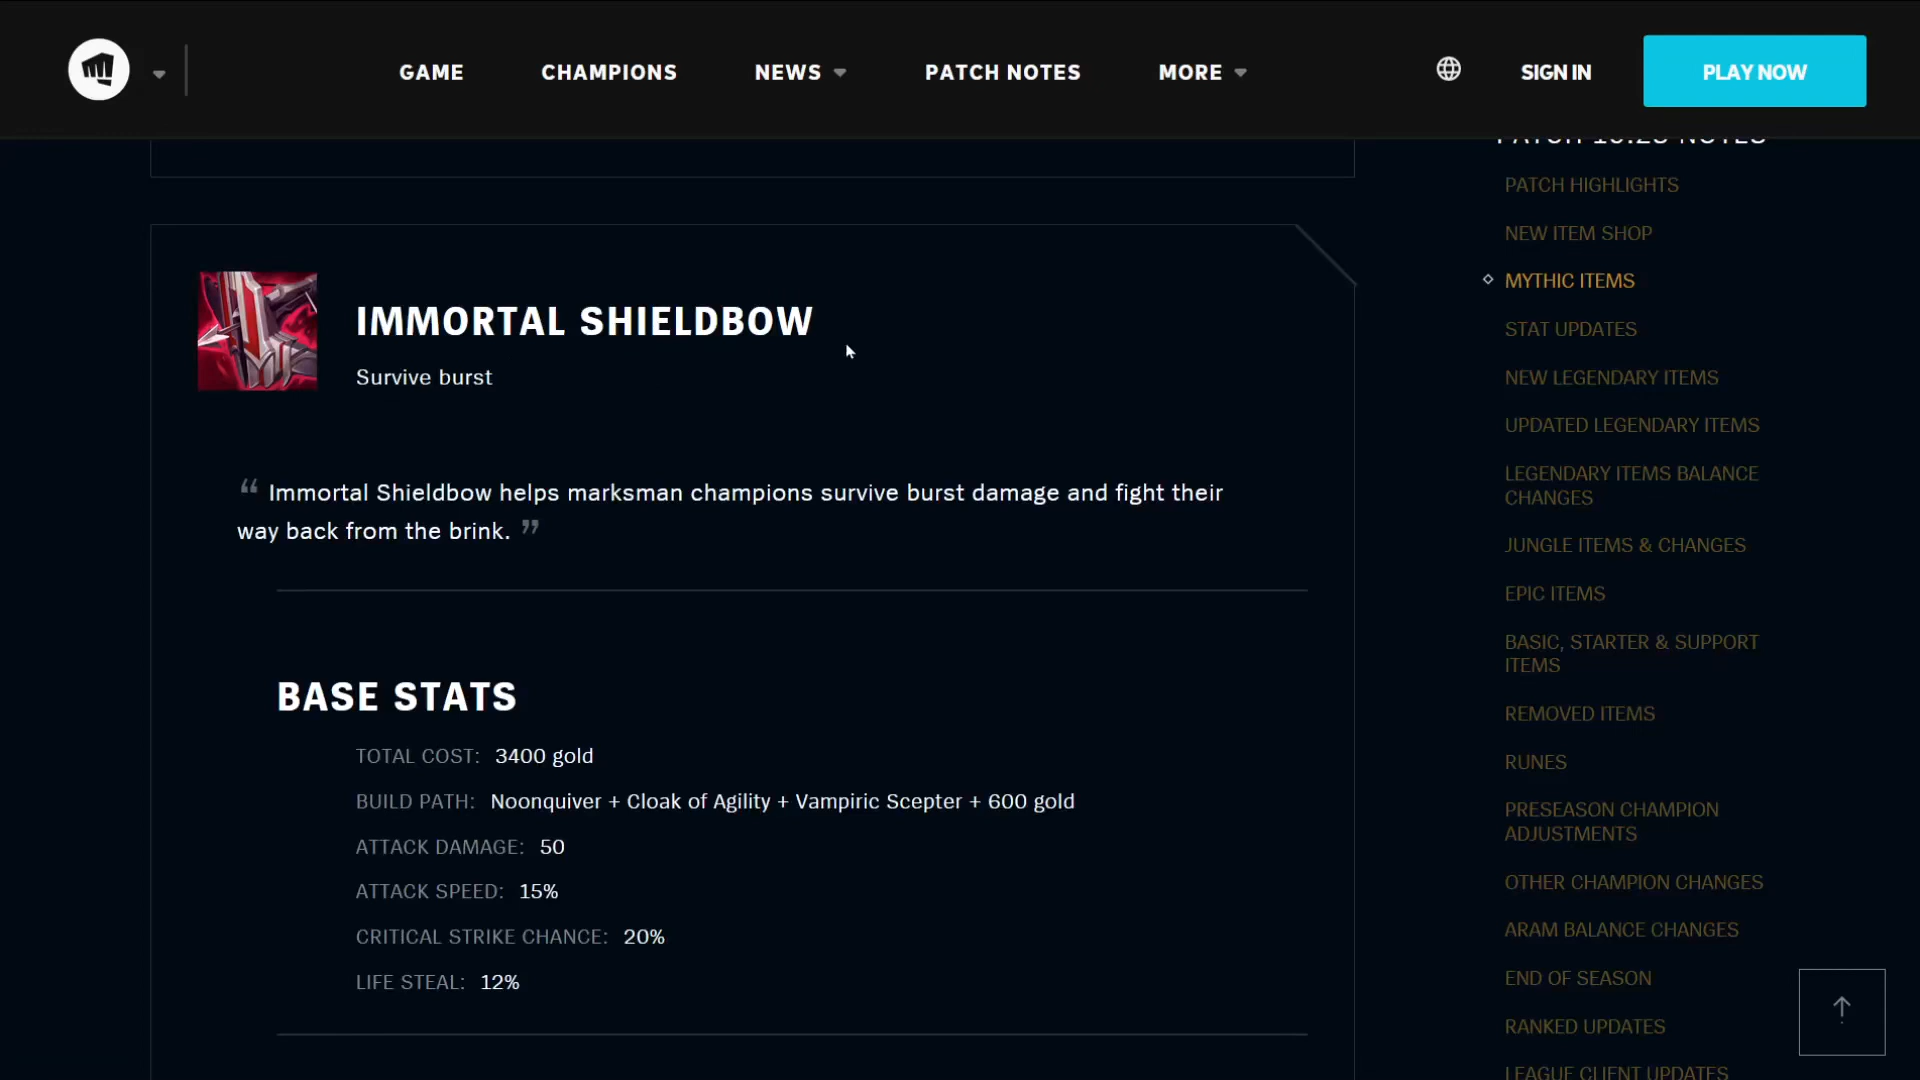 GAME
CHAMPIONS
NEWS
PATCH NOTES
MORE
SIGN IN
PLAY NOW
IMMORTAL SHIELDBOW
Survive burst
“ Immortal Shieldbow helps marksman champions survive burst damage and fight their
way back from the brink. ”
BASE STATS
TOTAL COST: 3400 gold
BUILD PATH: Noonquiver + Cloak of Agility + Vampiric Scepter + 600 gold
ATTACK DAMAGE: 50
ATTACK SPEED: 15%
CRITICAL STRIKE CHANCE: 20%
LIFE STEAL: 12%
PATCH 10.23 NOTES
PATCH HIGHLIGHTS
NEW ITEM SHOP
MYTHIC ITEMS
STAT UPDATES
NEW LEGENDARY ITEMS
UPDATED LEGENDARY ITEMS
LEGENDARY ITEMS BALANCE
CHANGES
JUNGLE ITEMS & CHANGES
EPIC ITEMS
BASIC, STARTER & SUPPORT
ITEMS
REMOVED ITEMS
RUNES
PRESEASON CHAMPION
ADJUSTMENTS
OTHER CHAMPION CHANGES
ARAM BALANCE CHANGES
END OF SEASON
RANKED UPDATES
LEAGUE CLIENT UPDATES